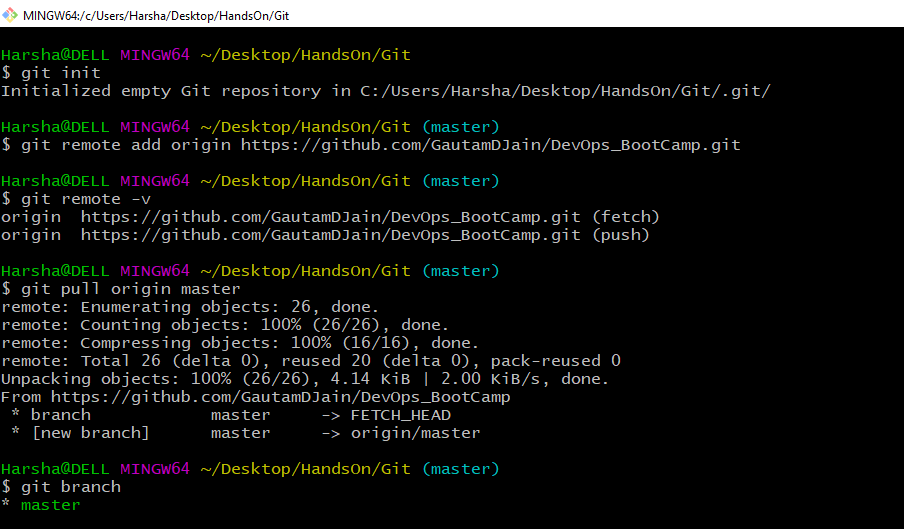 MINGW64:/c/Users/Harsha/Desktop/HandsOn/Git
Harsha@DELL MINGW64 ~/Desktop/HandsOn/Git
$ git init
Initialized empty Git repository in C:/Users/Harsha/Desktop/HandsOn/Git/.git/
Harsha@DELL MINGW64 ~/Desktop/HandsOn/Git (master)
$ git remote add origin https://github.com/GautamDJain/DevOps_BootCamp.git
Harsha@DELL MINGW64 ~/Desktop/HandsOn/Git (master)
$ git remote -v
origin  https://github.com/GautamDJain/DevOps_BootCamp.git (fetch)
origin  https://github.com/GautamDJain/DevOps_BootCamp.git (push)
Harsha@DELL MINGW64 ~/Desktop/HandsOn/Git (master)
$ git pull origin master
remote: Enumerating objects: 26, done.
remote: Counting objects: 100% (26/26), done.
remote: Compressing objects: 100% (16/16), done.
remote: Total 26 (delta 0), reused 20 (delta 0), pack-reused 0
Unpacking objects: 100% (26/26), 4.14 KiB | 2.00 KiB/s, done.
From https://github.com/GautamDJain/DevOps_BootCamp
 * branch            master     -> FETCH_HEAD
 * [new branch]      master     -> origin/master
Harsha@DELL MINGW64 ~/Desktop/HandsOn/Git (master)
$ git branch
* master